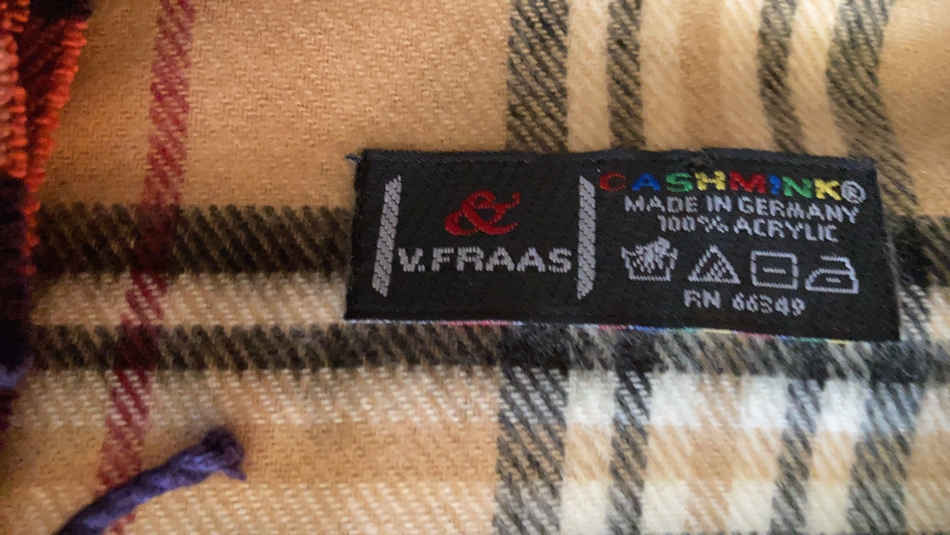 &
V.FRAAS
CASHMINK®
MADE IN GERMANY
100% ACRYLIC
RN 66349